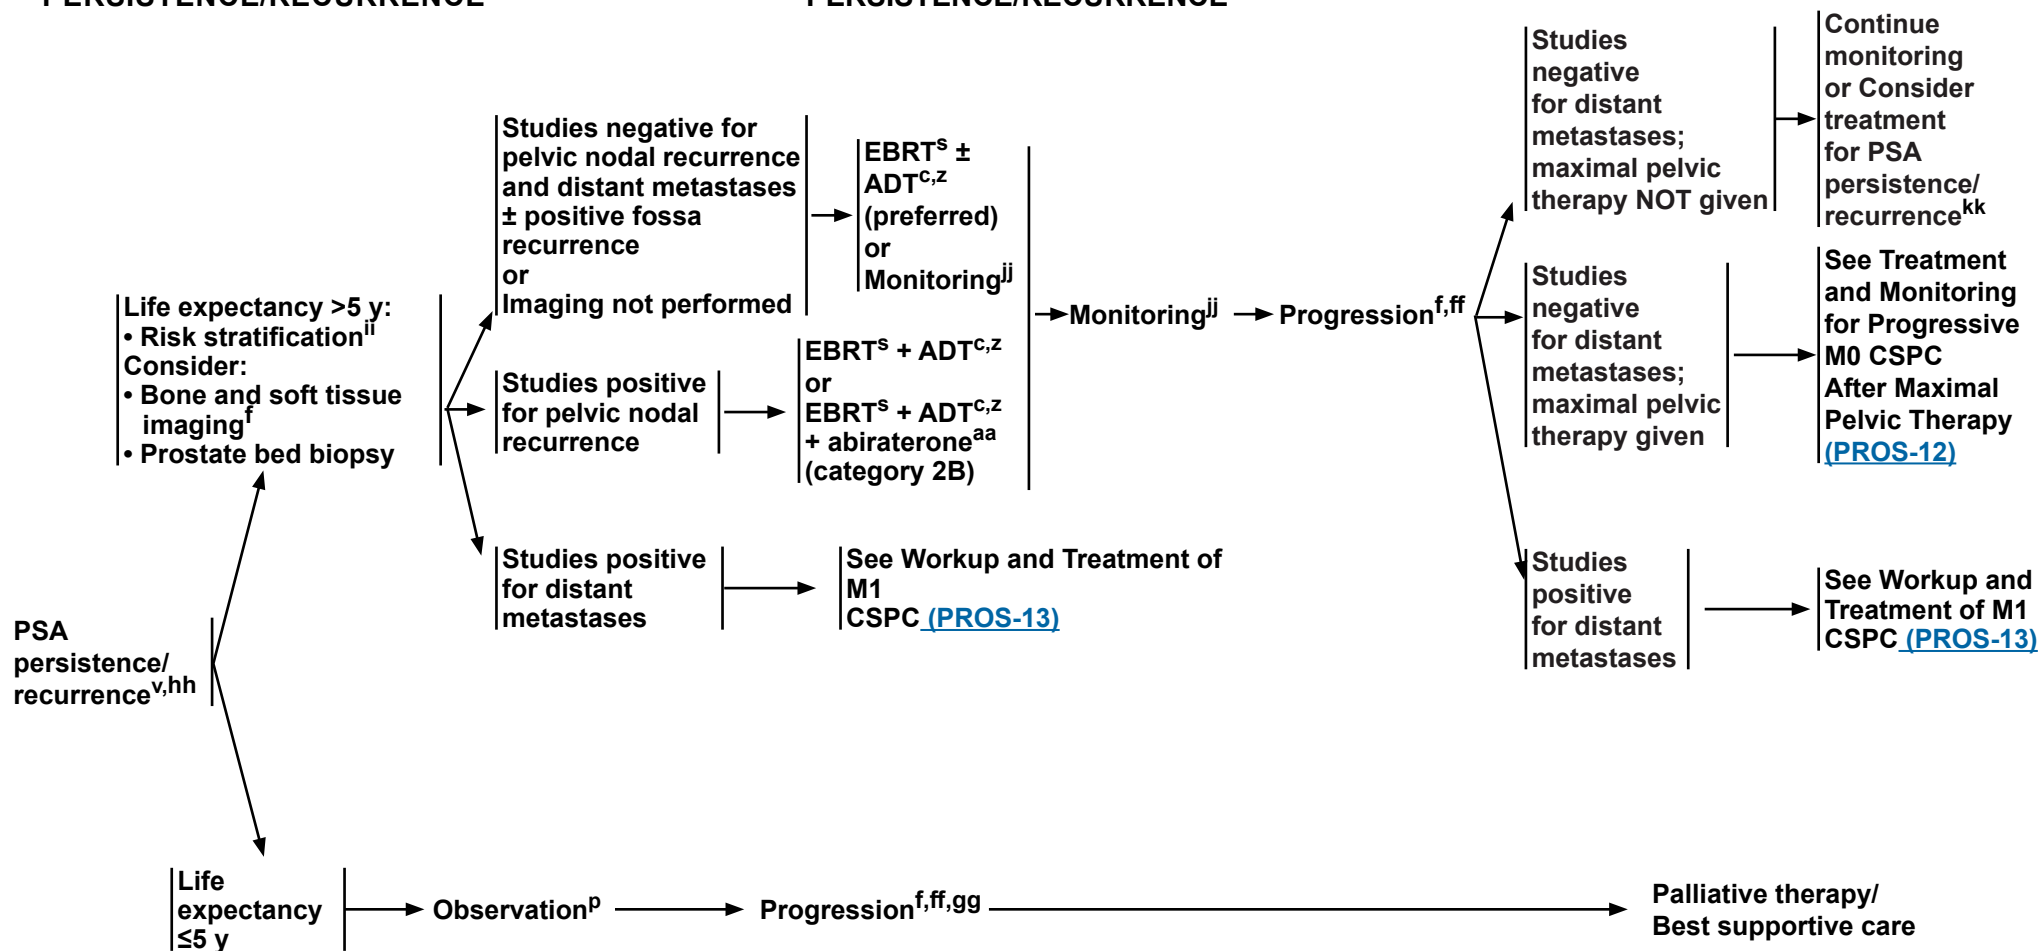 PERSISTENCE/RECURRENCE
PERSISTENCE/RECURRENCE
PSA
persistence/
recurrencev,hh
Life expectancy >5 y:
• Risk stratificationii
Consider:
• Bone and soft tissue
imagingf
• Prostate bed biopsy
Studies negative for
pelvic nodal recurrence
and distant metastases
± positive fossa
recurrence
or
Imaging not performed
EBRTs ±
ADTc,z
(preferred)
or
Monitoringjj
Studies positive
for pelvic nodal
recurrence
EBRTs + ADTc,z
or
EBRTs + ADTc,z
+ abirateroneaa
(category 2B)
Studies positive
for distant
metastases
See Workup and Treatment of
M1
CSPC (PROS-13)
Monitoringjj
Progressionf,ff
Studies
negative
for distant
metastases;
maximal pelvic
therapy NOT given
Continue
monitoring
or Consider
treatment
for PSA
persistence/
recurrencekk
Studies
negative
for distant
metastases;
maximal pelvic
therapy given
See Treatment
and Monitoring
for Progressive
M0 CSPC
After Maximal
Pelvic Therapy
(PROS-12)
Studies
positive
for distant
metastases
See Workup and
Treatment of M1
CSPC (PROS-13)
Life
expectancy
≤5 y
Observationp
Progressionf,ff,gg
Palliative therapy/
Best supportive care